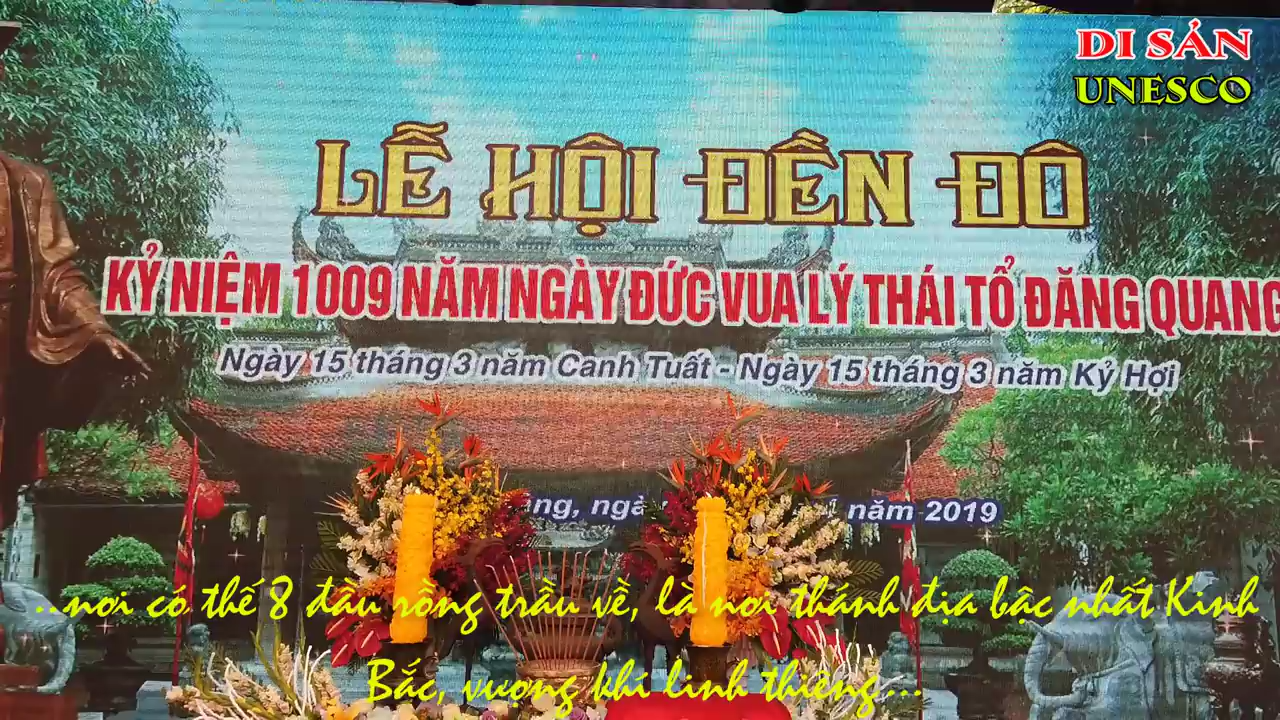 DI SẢN
UNESCO
LỄ HỘI ĐỀN ĐÔ
KỶ NIỆM 1009 NĂM NGÀY ĐỨC VUA LÝ THÁI TỔ ĐĂNG QUANG
Ngày 15 tháng 3 năm Canh Tuất - Ngày 15 tháng 3 năm Kỷ Hợi
năm 2019
...nơi có thế 8 đầu rồng trầu về, là nơi thánh địa bậc nhất Kinh
Bắc, vượng khí linh thiêng...